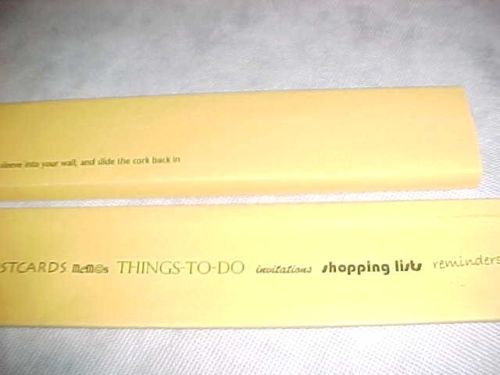 sleeve into your wall, and slide the cork back in
STCARDS memos THINGS-TO-DO invitations shopping lists reminders